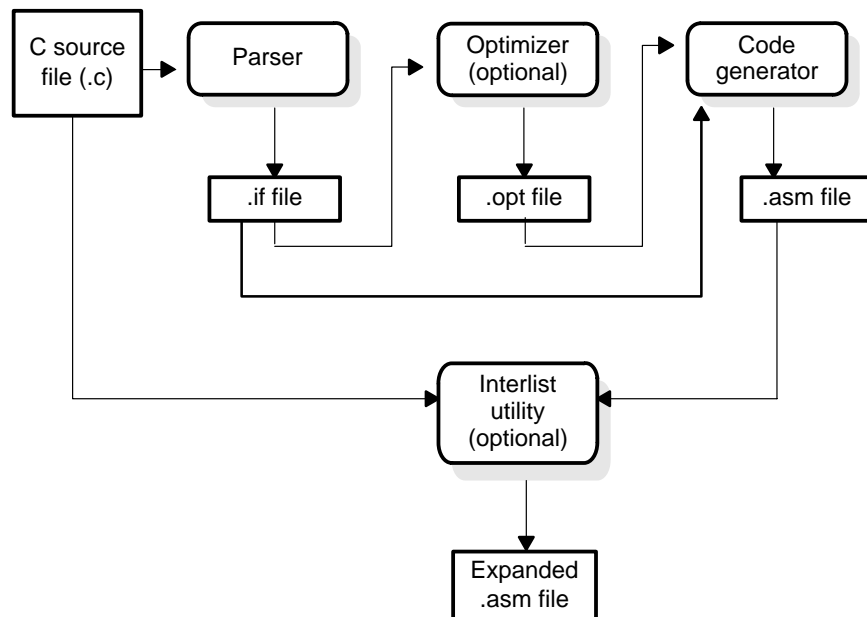 C source
file (.c)
Parser
Optimizer
(optional)
Code
generator
.if file
.opt file
.asm file
Interlist
utility
(optional)
Expanded
.asm file